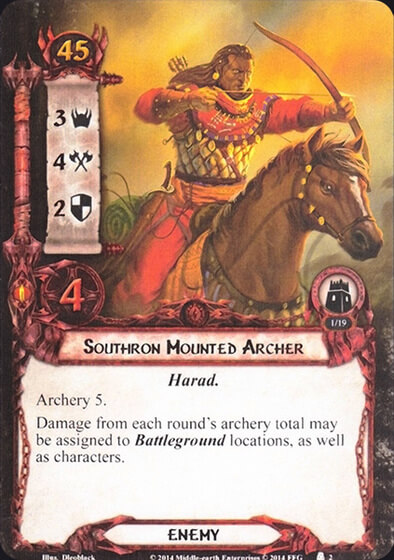 45
3
4
2
4
1/19
SOUTHRON MOUNTED ARCHER
Harad.
Archery 5.
Damage from each round's archery total may
be assigned to Battleground locations, as well
as characters.
ENEMY
Illus. Dleoblack © 2014 Middle-earth Enterprises © 2014 FFG 2